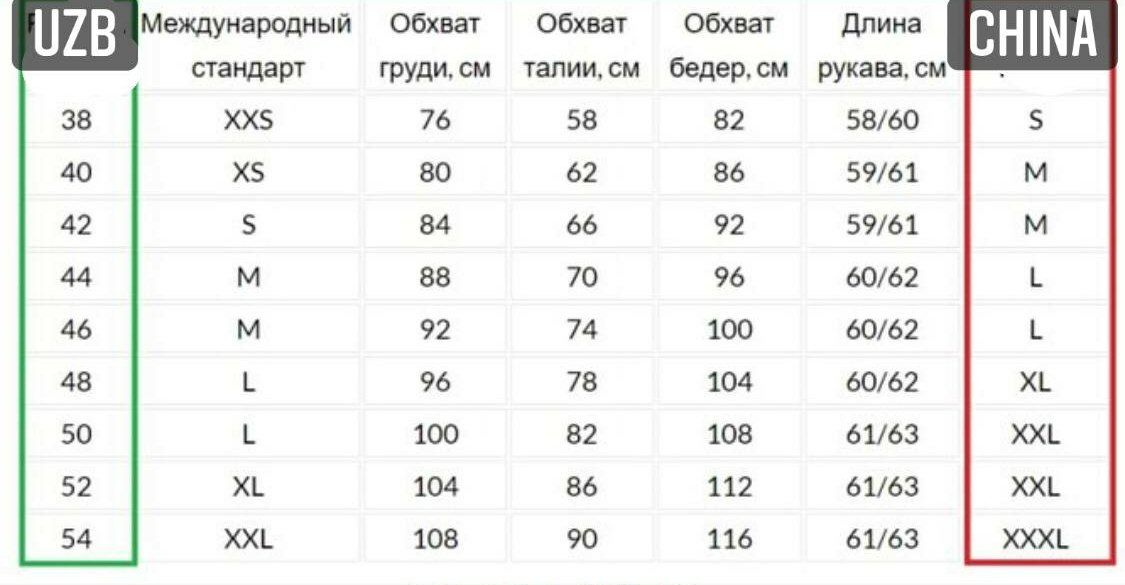 UZB Международный Обхват Обхват Обхват Длина CHINA
стандарт груди, см талии, см бедер, см рукава, см
38 XXS 76 58 82 58/60 S
40 XS 80 62 86 59/61 M
42 S 84 66 92 59/61 M
44 M 88 70 96 60/62 L
46 M 92 74 100 60/62 L
48 L 96 78 104 60/62 XL
50 L 100 82 108 61/63 XXL
52 XL 104 86 112 61/63 XXL
54 XXL 108 90 116 61/63 XXXL